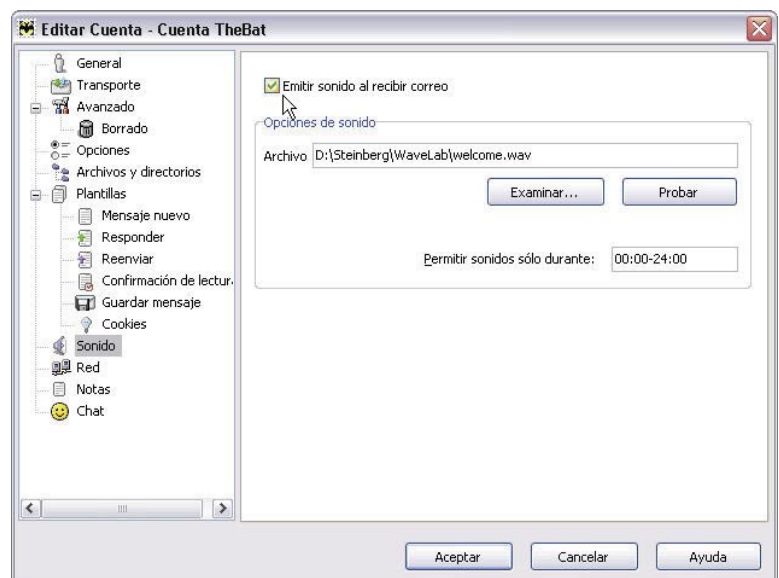 Editar Cuenta - Cuenta TheBat
General
Transporte
Avanzado
Borrado
Opciones
Archivos y directorios
Plantillas
Mensaje nuevo
Responder
Reenviar
Confirmación de lectur
Guardar mensaje
Cookies
Sonido
Red
Notas
Chat
Emitir sonido al recibir correo
Opciones de sonido
Archivo D:\Steinberg\WaveLab\welcome.wav
Examinar... Probar
Permitir sonidos sólo durante: 00:00-24:00
Aceptar Cancelar Ayuda